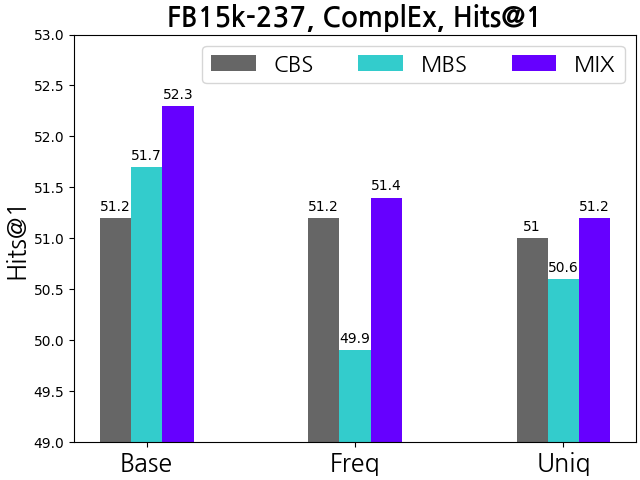 FB15k-237, ComplEx, Hits@1
CBS MBS MIX
53.0
52.5
52.0
51.5
51.0
50.5
50.0
49.5
49.0
Hits@1
51.2 51.7 52.3
51.2 49.9 51.4
51 50.6 51.2
Base Freq Uniq